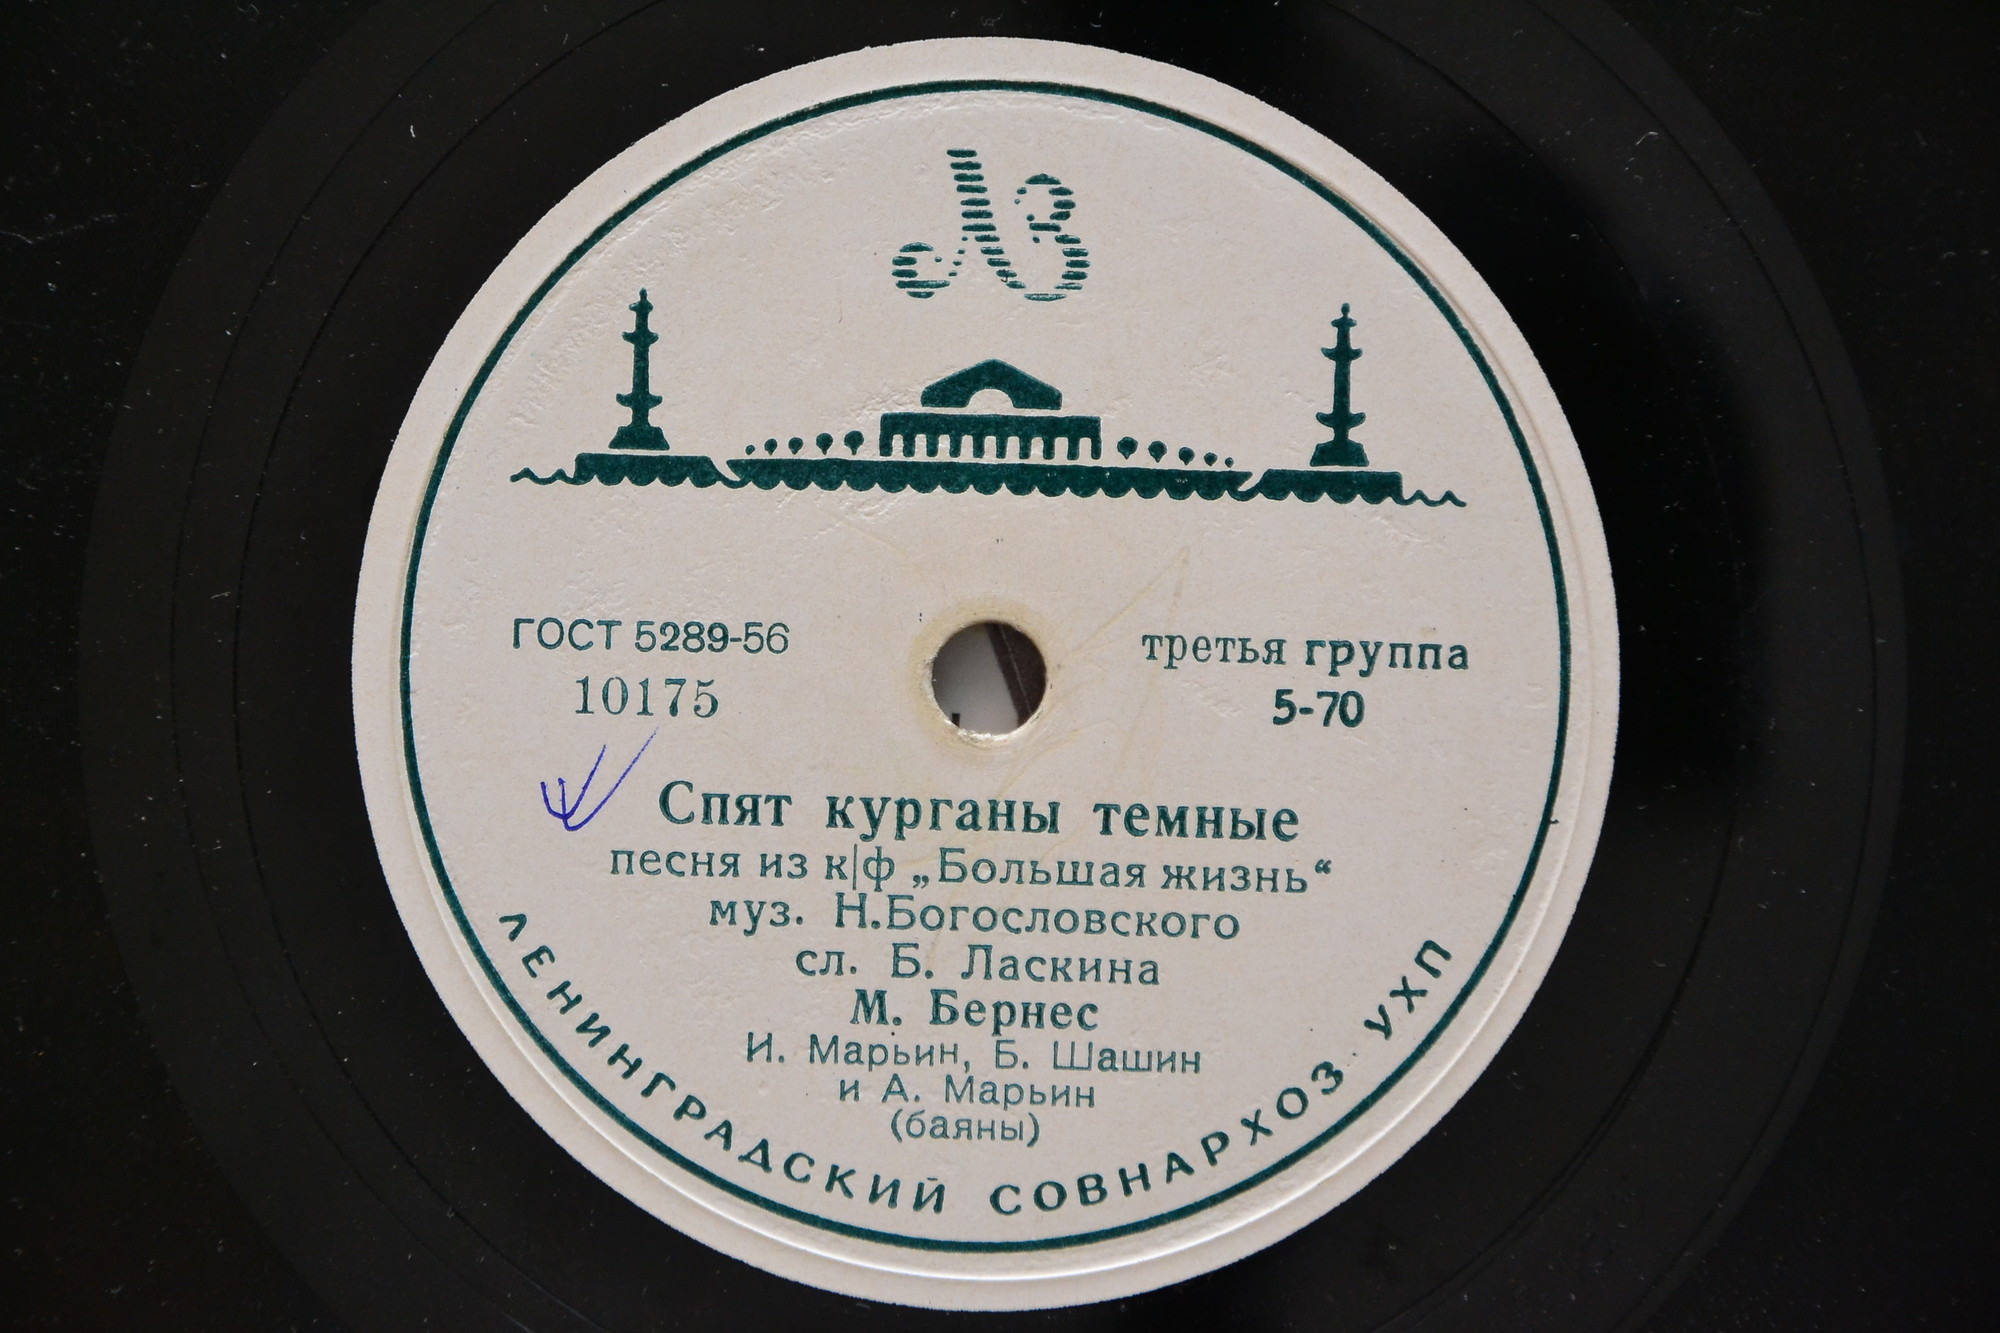 ЛЗ
ГОСТ 5289-56
10175
третья группа
5-70
Спят курганы темные
песня из к|ф „Большая жизнь“
муз. Н.Богословского
сл. Б. Ласкина
М. Бернес
И. Марьин, Б. Шашин
и А. Марьин
(баяны)
ЛЕНИНГРАДСКИЙ СОВНАРХОЗ УХП